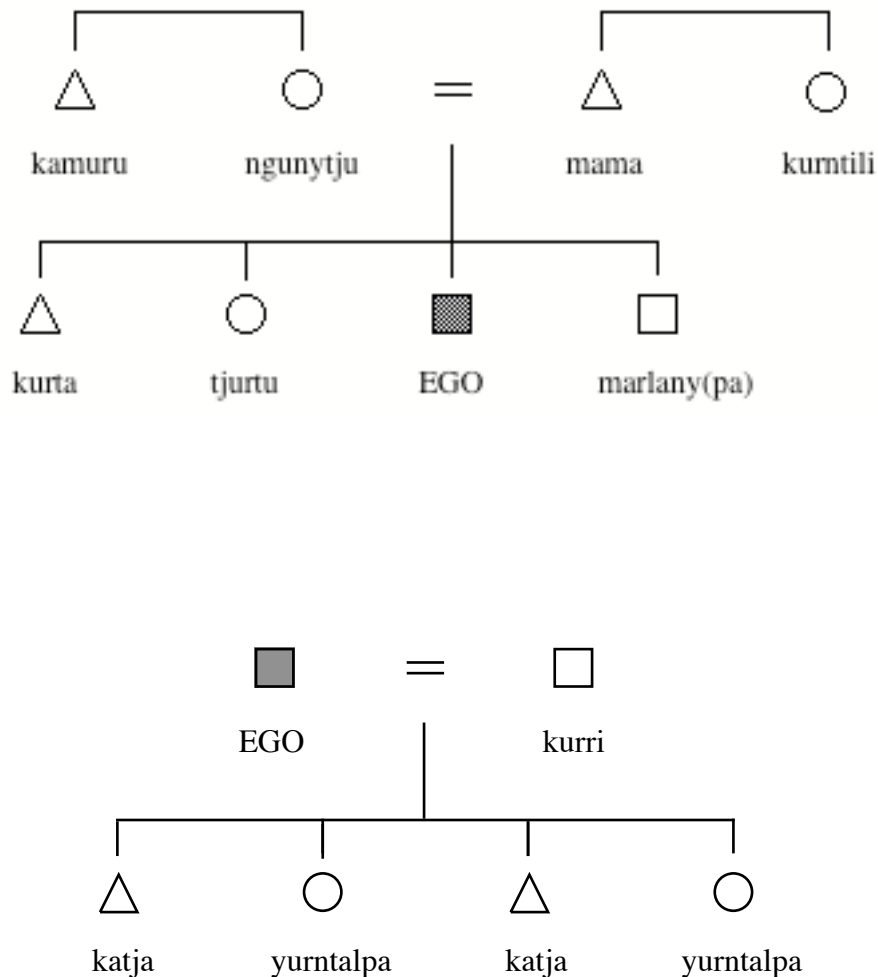 kamuru ngunytju mama kurntili
kurta tjurtu EGO marlany(pa)
EGO kurri
katja yurntalpa katja yurntalpa